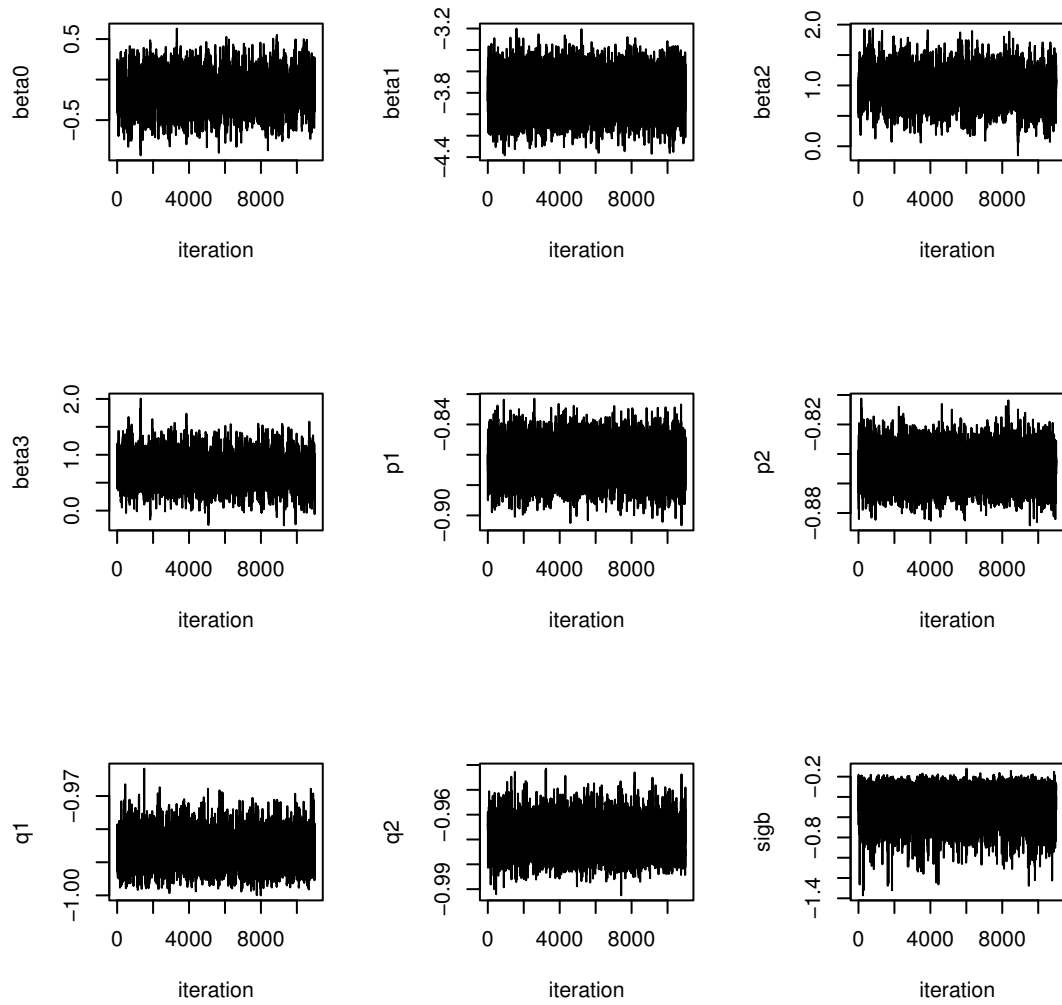 beta0
0.5
−0.5
0 4000 8000
iteration
beta1
−3.2
−3.8
−4.4
0 4000 8000
iteration
beta2
2.0
1.0
0.0
0 4000 8000
iteration
beta3
2.0
1.0
0.0
0 4000 8000
iteration
p1
−0.84
−0.90
0 4000 8000
iteration
p2
−0.82
−0.88
0 4000 8000
iteration
q1
−0.97
−1.00
0 4000 8000
iteration
q2
−0.96
−0.99
0 4000 8000
iteration
sigb
−0.2
−0.8
−1.4
0 4000 8000
iteration